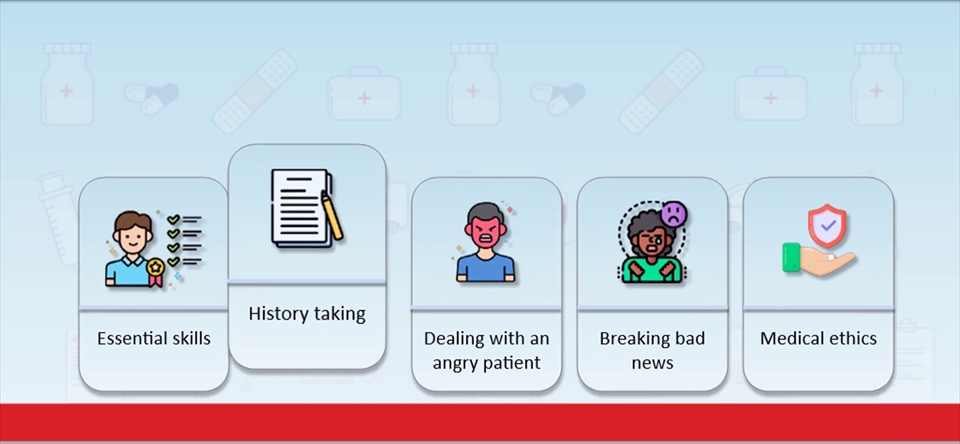 Essential skills
History taking
Dealing with an
angry patient
Breaking bad
news
Medical ethics